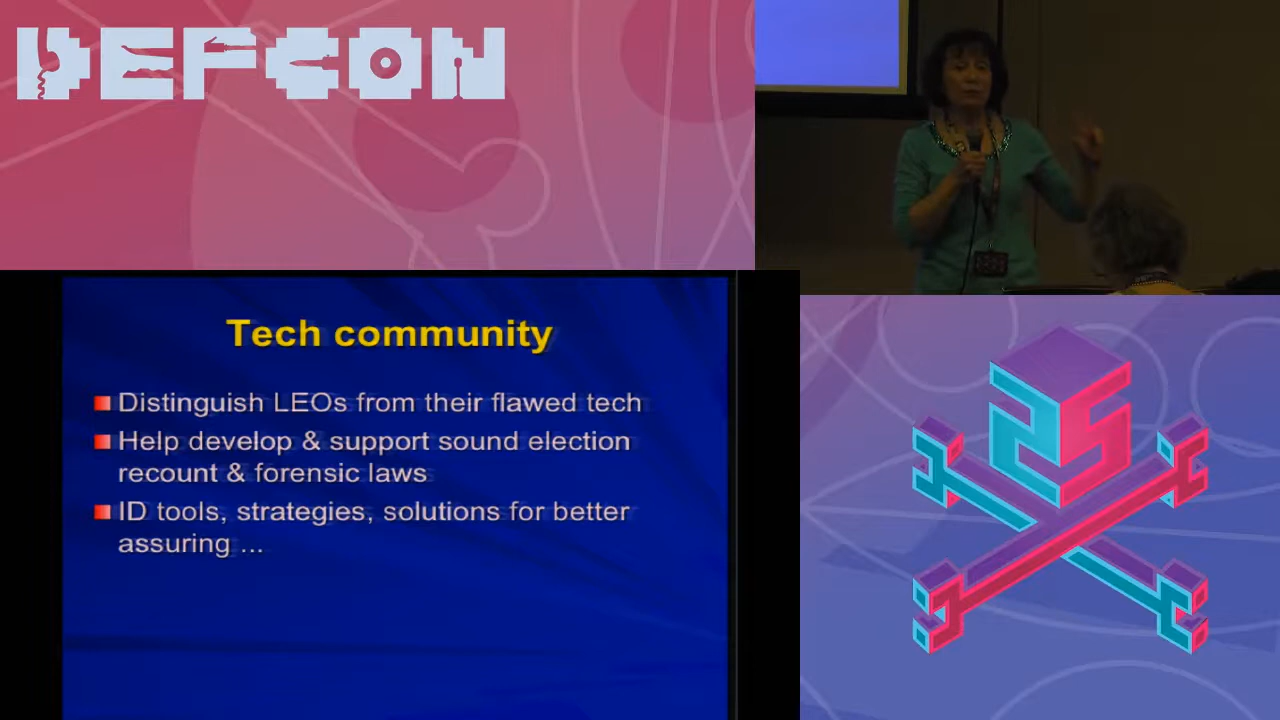 DEFCON
Tech community
Distinguish LEOs from their flawed tech
Help develop & support sound election
recount & forensic laws
ID tools, strategies, solutions for better
assuring ...
25